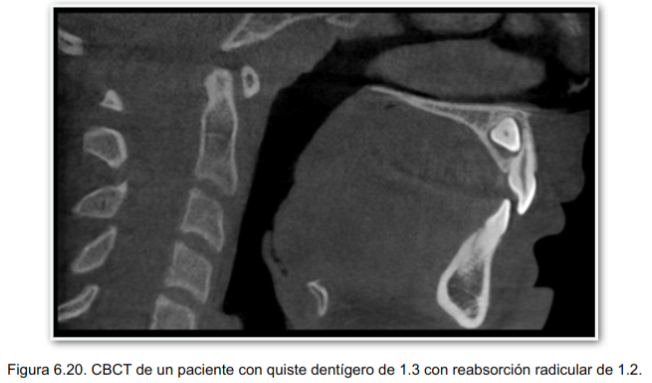 Figura 6.20. CBCT de un paciente con quiste dentígero de 1.3 con reabsorción radicular de 1.2.